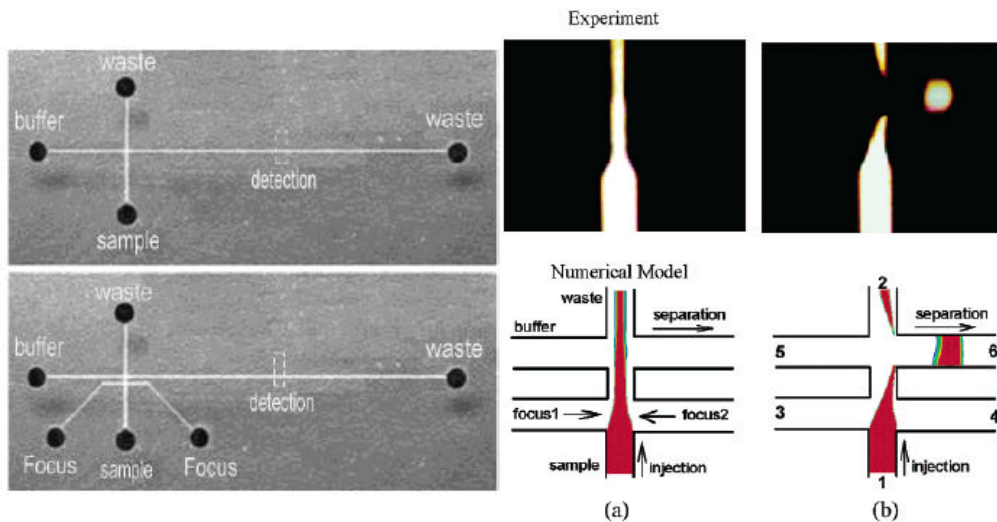 waste
buffer
waste
detection
sample
waste
buffer
waste
detection
Focus
sample
Focus
Experiment
Numerical Model
waste
separation
buffer
focus1
focus2
sample
injection
(a)
2
separation
5
6
3
4
injection
1
(b)